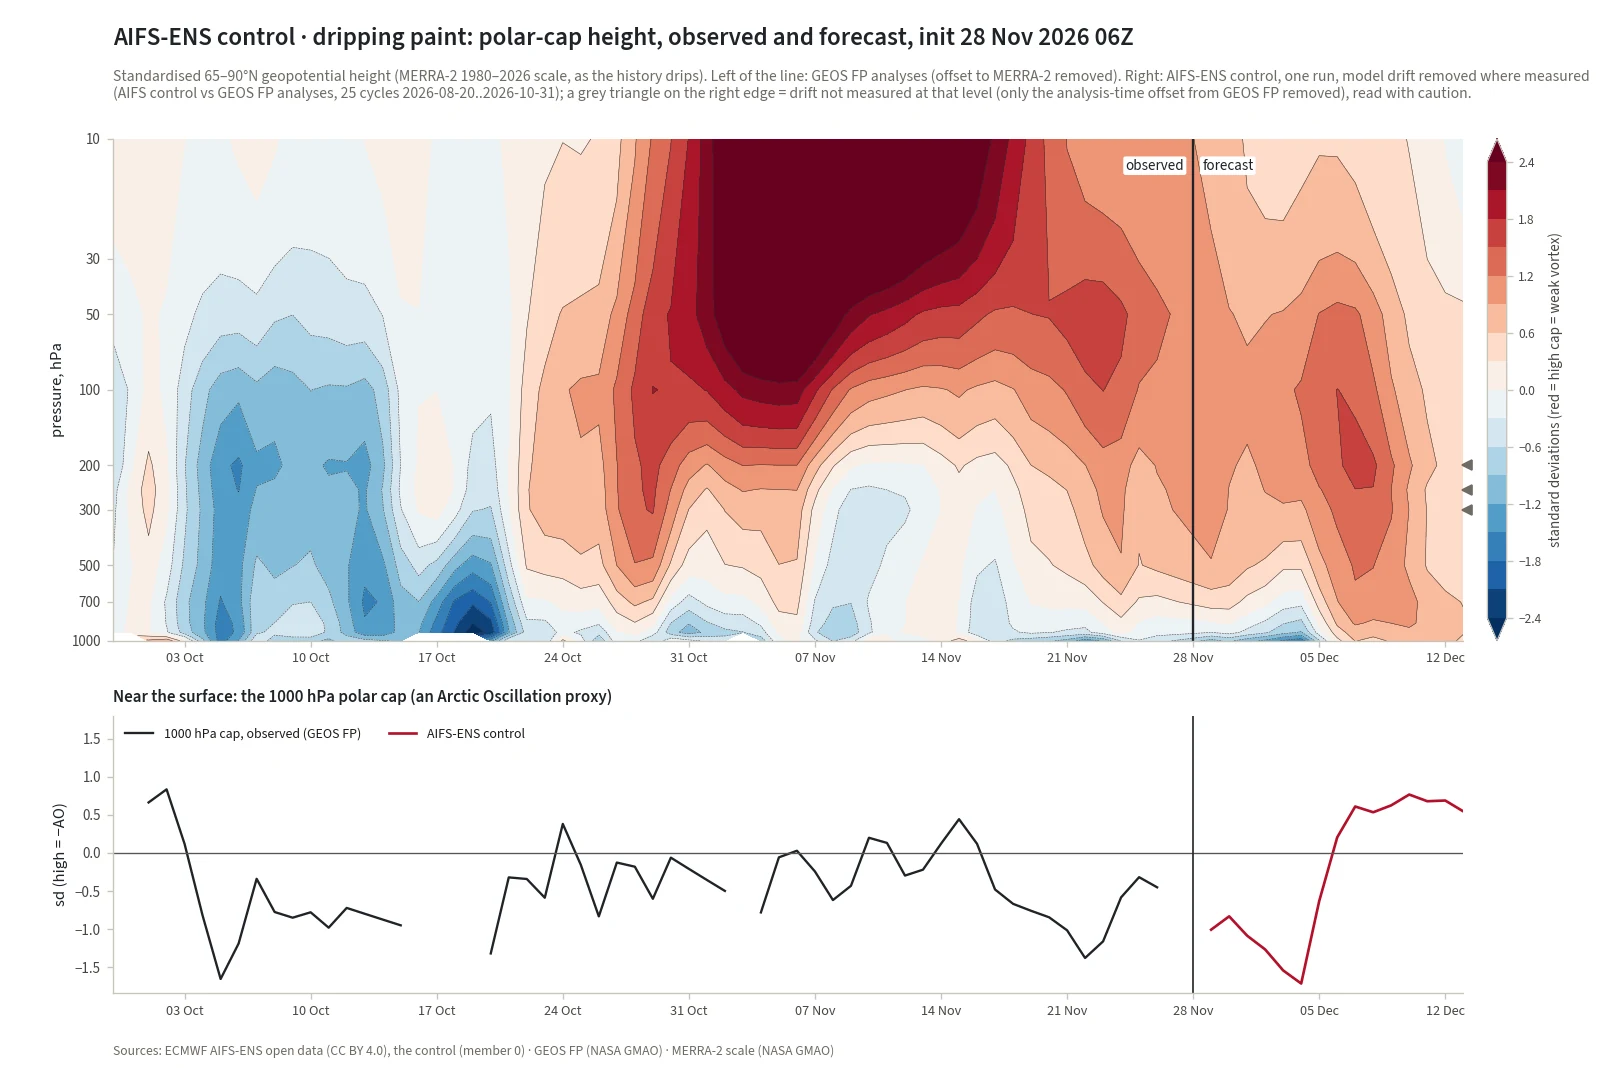 AIFS-ENS control · dripping paint: polar-cap height, observed and forecast, init 28 Nov 2026 06Z
Standardised 65–90°N geopotential height (MERRA-2 1980–2026 scale, as the history drips). Left of the line: GEOS FP analyses (offset to MERRA-2 removed). Right: AIFS-ENS control, one run, model drift removed where measured
(AIFS control vs GEOS FP analyses, 25 cycles 2026-08-20..2026-10-31); a grey triangle on the right edge = drift not measured at that level (only the analysis-time offset from GEOS FP removed), read with caution.
pressure, hPa
10
30
50
100
200
300
500
700
1000
observed
forecast
03 Oct
10 Oct
17 Oct
24 Oct
31 Oct
07 Nov
14 Nov
21 Nov
28 Nov
05 Dec
12 Dec
2.4
1.8
1.2
0.6
0.0
−0.6
−1.2
−1.8
−2.4
standard deviations (red = high cap = weak vortex)
Near the surface: the 1000 hPa polar cap (an Arctic Oscillation proxy)
1000 hPa cap, observed (GEOS FP)
AIFS-ENS control
sd (high = −AO)
1.5
1.0
0.5
0.0
−0.5
−1.0
−1.5
03 Oct
10 Oct
17 Oct
24 Oct
31 Oct
07 Nov
14 Nov
21 Nov
28 Nov
05 Dec
12 Dec
Sources: ECMWF AIFS-ENS open data (CC BY 4.0), the control (member 0) · GEOS FP (NASA GMAO) · MERRA-2 scale (NASA GMAO)